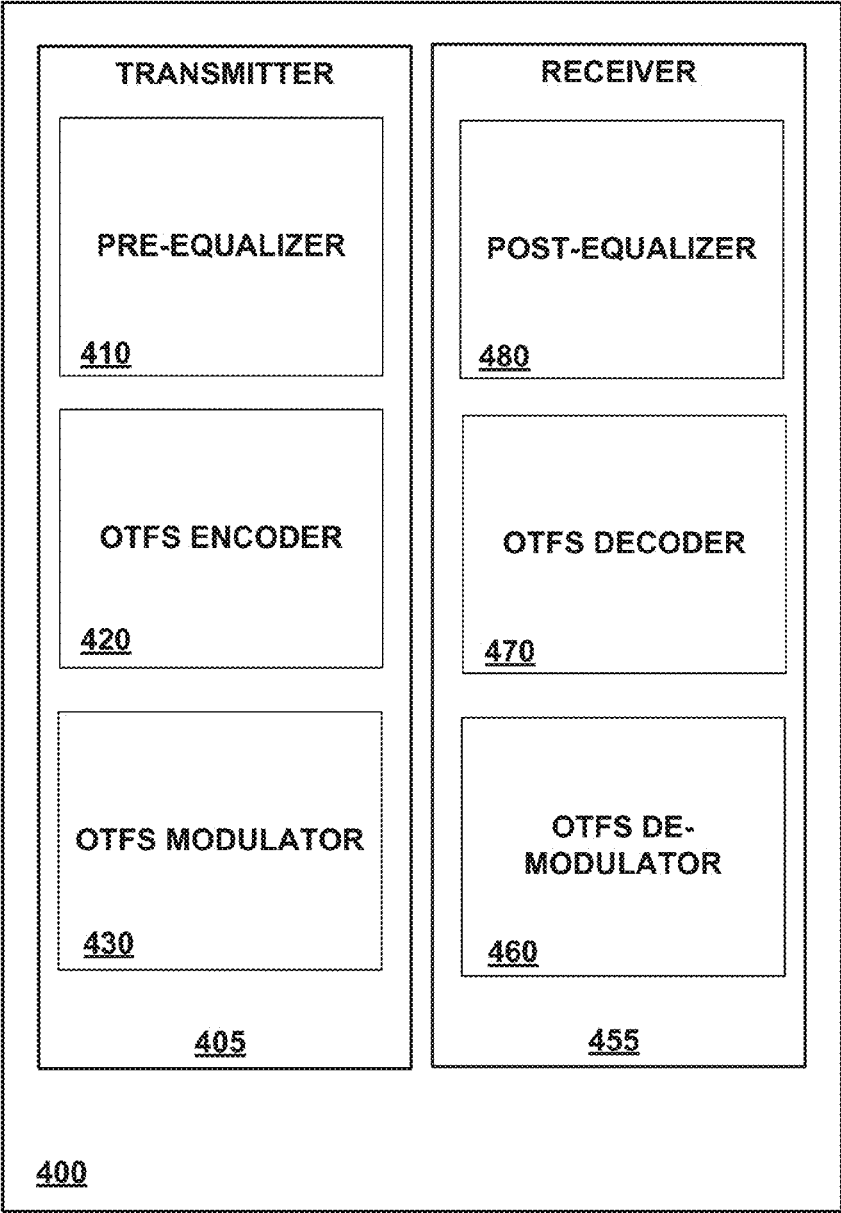 TRANSMITTER
PRE-EQUALIZER
410
OTFS ENCODER
420
OTFS MODULATOR
430
405
RECEIVER
POST-EQUALIZER
480
OTFS DECODER
470
OTFS DE-
MODULATOR
460
455
400